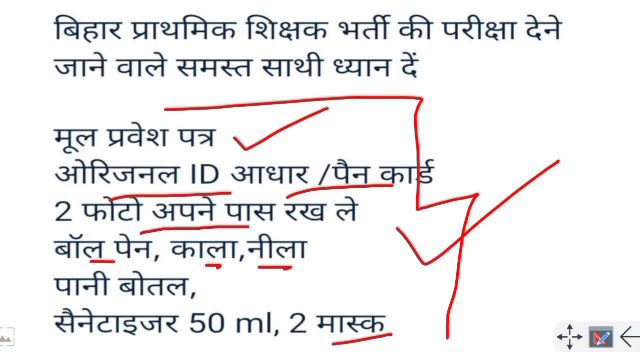 बिहार प्राथमिक शिक्षक भर्ती की परीक्षा देने
जाने वाले समस्त साथी ध्यान दें
मूल प्रवेश पत्र
ओरिजनल ID आधार /पैन कार्ड
2 फोटो अपने पास रख ले
बॉल पेन, काला,नीला
पानी बोतल,
सैनेटाइजर 50 ml, 2 मास्क